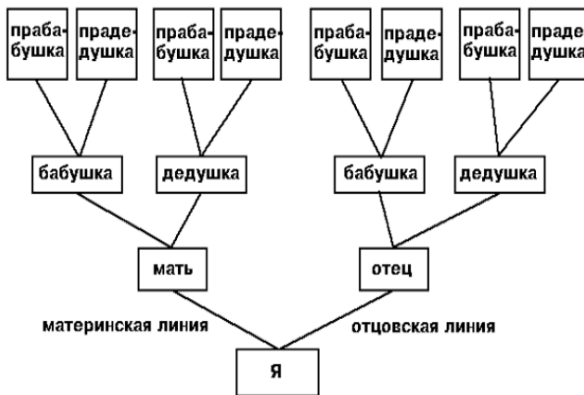 праба-
бушка
праде-
душка
праба-
бушка
праде-
душка
праба-
бушка
праде-
душка
праба-
бушка
праде-
душка
бабушка
дедушка
бабушка
дедушка
мать
отец
материнская линия
отцовская линия
Я